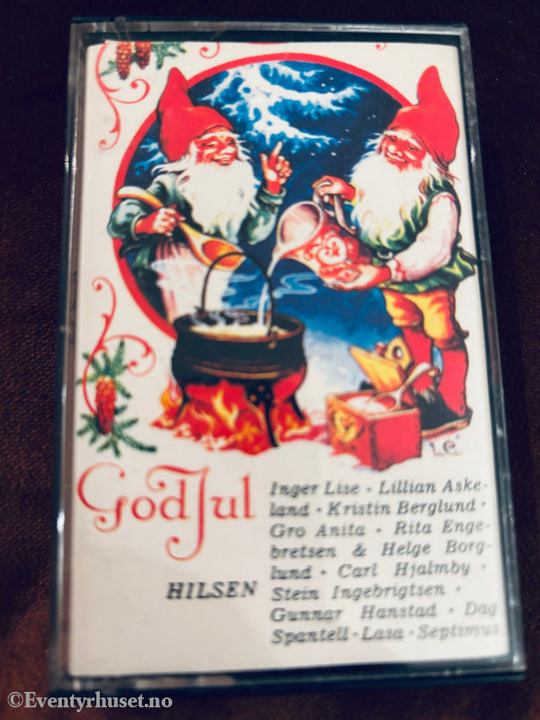 L.C.
God Jul
HILSEN
Inger Lise · Lillian Aske-
land · Kristin Berglund ·
Gro Anita · Rita Enge-
bretsen & Helge Borg-
lund · Carl Hjalmby ·
Stein Ingebrigtsen ·
Gunnar Hanstad · Dag
Spantell · Lasa · Septimus
©Eventyrhuset.no